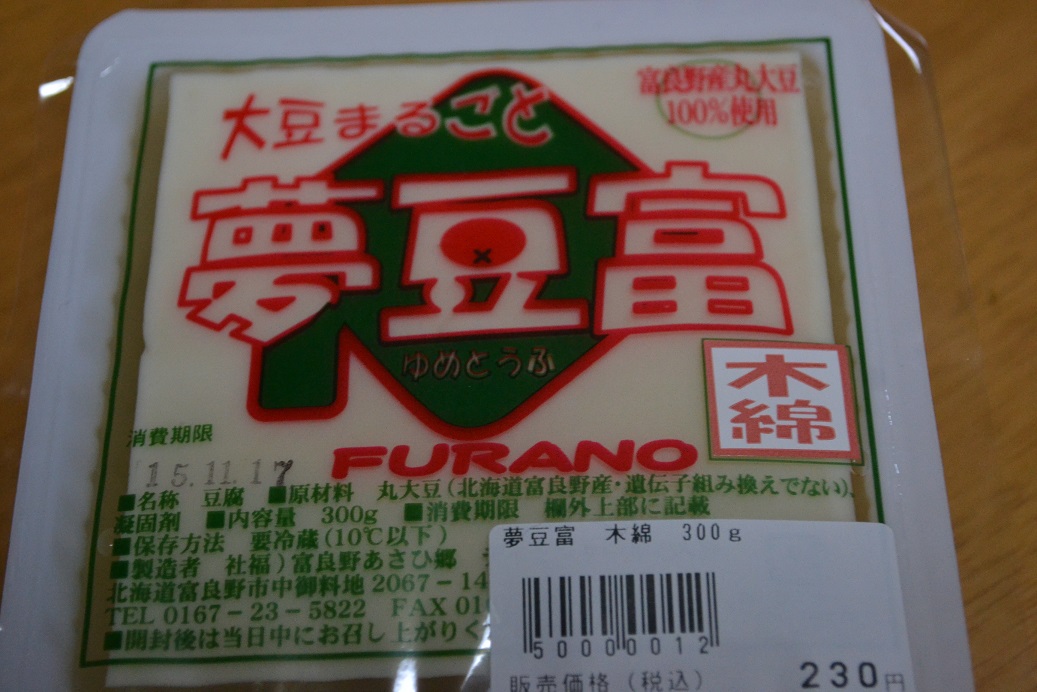 富良野産丸大豆
100%使用
大豆まるごと
夢豆富
ゆめとうふ
木綿
FURANO
消費期限
15.11.17
■名称 豆腐 ■原材料 丸大豆(北海道富良野産・遺伝子組み換えでない)、
凝固剤 ■内容量 300g ■消費期限 欄外上部に記載
■保存方法 要冷蔵(10℃以下)
■製造者 社福)富良野あさひ郷
北海道富良野市中御料地 2067-14
TEL 0167-23-5822 FAX 016
■開封後は当日中にお召し上がりく
夢豆富 木綿 300g
50000012
販売価格(税込)
230円